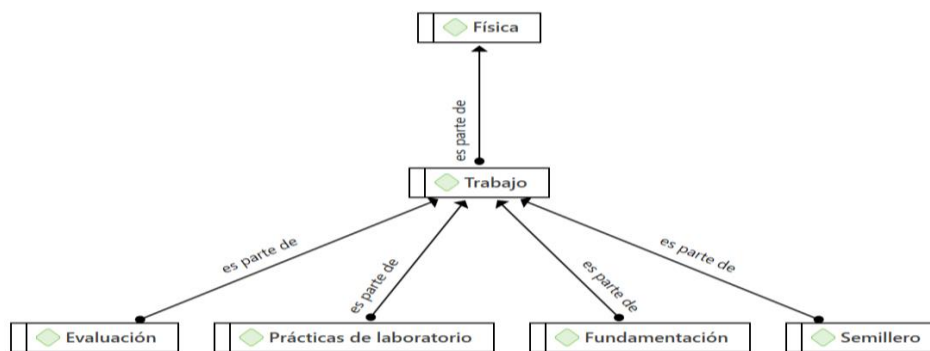 Física
es parte de
Trabajo
es parte de
es parte de
es parte de
es parte de
Evaluación
Prácticas de laboratorio
Fundamentación
Semillero